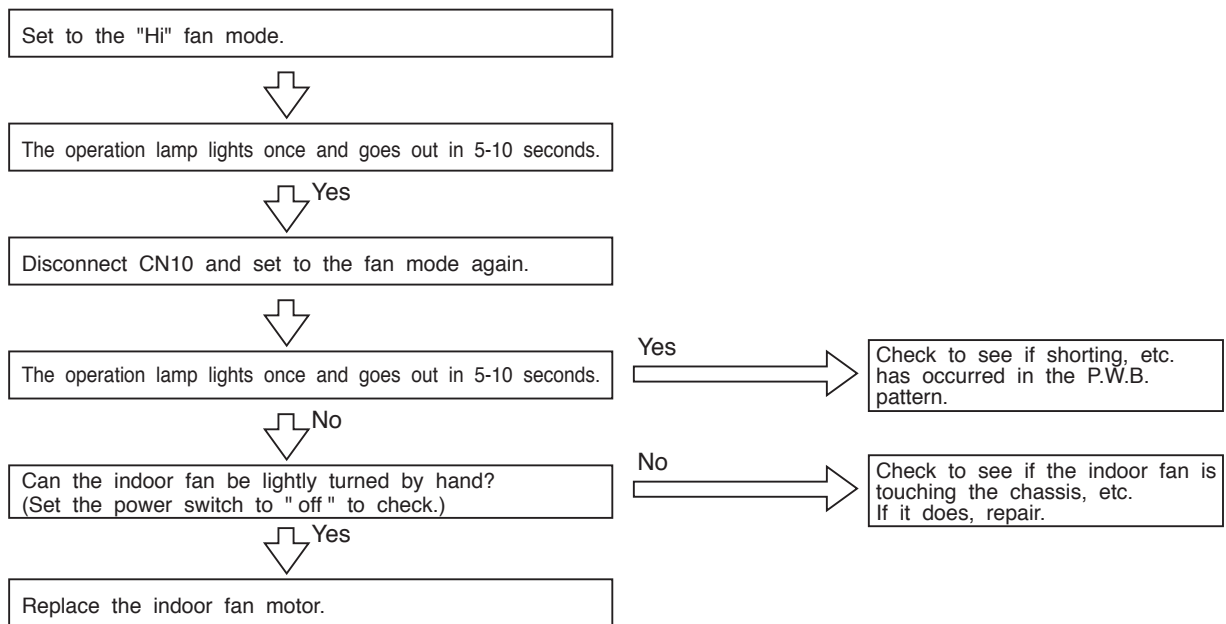 Set to the "Hi" fan mode.
The operation lamp lights once and goes out in 5-10 seconds.
Yes
Disconnect CN10 and set to the fan mode again.
The operation lamp lights once and goes out in 5-10 seconds.
Yes
Check to see if shorting, etc.
has occurred in the P.W.B.
pattern.
No
Can the indoor fan be lightly turned by hand?
(Set the power switch to "off" to check.)
No
Check to see if the indoor fan is
touching the chassis, etc.
If it does, repair.
Yes
Replace the indoor fan motor.